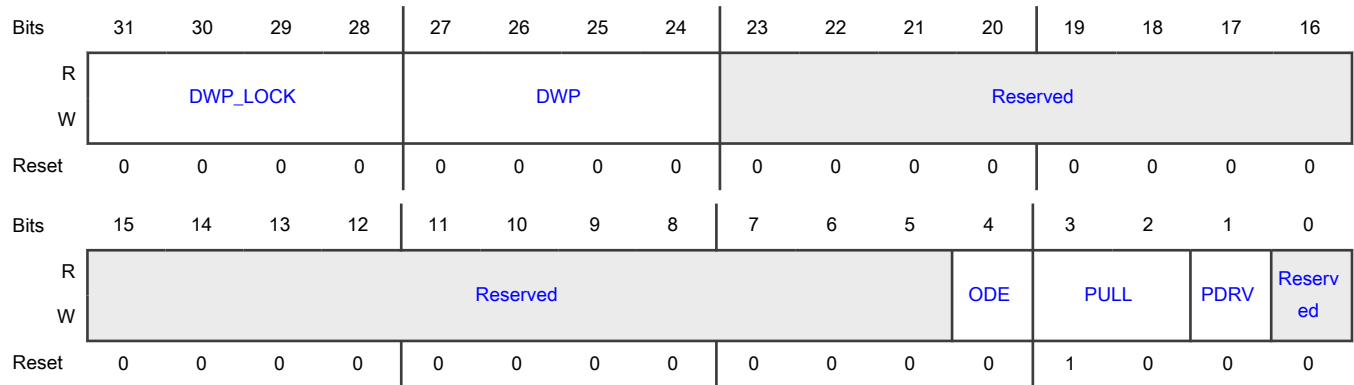 Bits 31 30 29 28 27 26 25 24 23 22 21 20 19 18 17 16
R
DWP_LOCK DWP Reserved
W
Reset 0 0 0 0 0 0 0 0 0 0 0 0 0 0 0 0
Bits 15 14 13 12 11 10 9 8 7 6 5 4 3 2 1 0
R
Reserved ODE PULL PDRV Reserv
ed
W
Reset 0 0 0 0 0 0 0 0 0 0 0 0 1 0 0 0